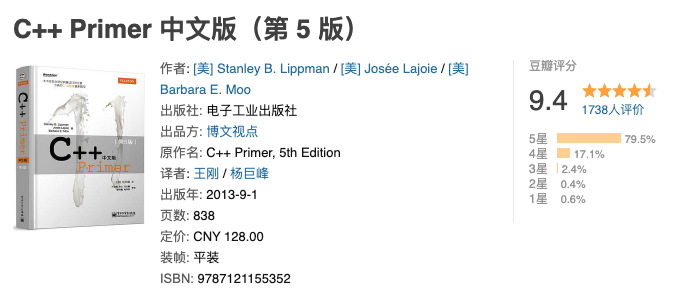 C++ Primer 中文版（第 5 版）
作者: [美] Stanley B. Lippman / [美] Josée Lajoie / [美]
Barbara E. Moo
出版社: 电子工业出版社
出品方: 博文视点
原作名: C++ Primer, 5th Edition
译者: 王刚 / 杨巨峰
出版年: 2013-9-1
页数: 838
定价: CNY 128.00
装帧: 平装
ISBN: 9787121155352
豆瓣评分
9.4
1738人评价
5星 79.5%
4星 17.1%
3星 2.4%
2星 0.4%
1星 0.6%
C++
Primer
C++ 中文版
Primer